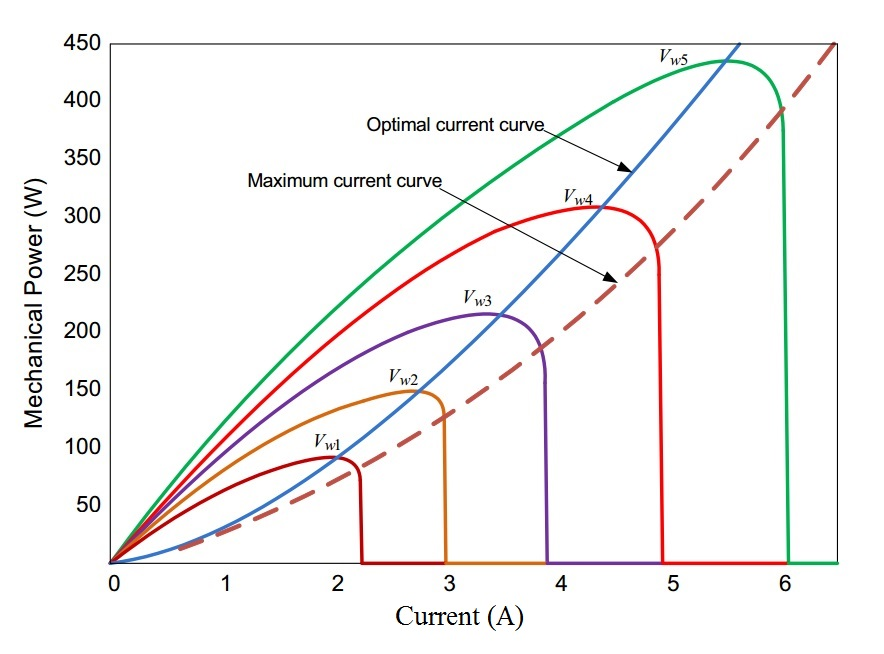 450
400
350
300
250
200
150
100
50
Mechanical Power (W)
Vw5
Optimal current curve
Maximum current curve
Vw4
Vw3
Vw2
Vw1
0 1 2 3 4 5 6
Current (A)